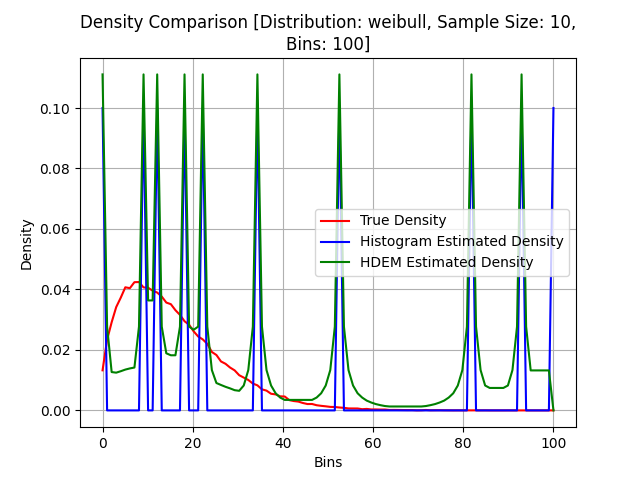 Density Comparison [Distribution: weibull, Sample Size: 10,
Bins: 100]
Density
0.10
0.08
0.06
0.04
0.02
0.00
True Density
Histogram Estimated Density
HDEM Estimated Density
0 20 40 60 80 100
Bins